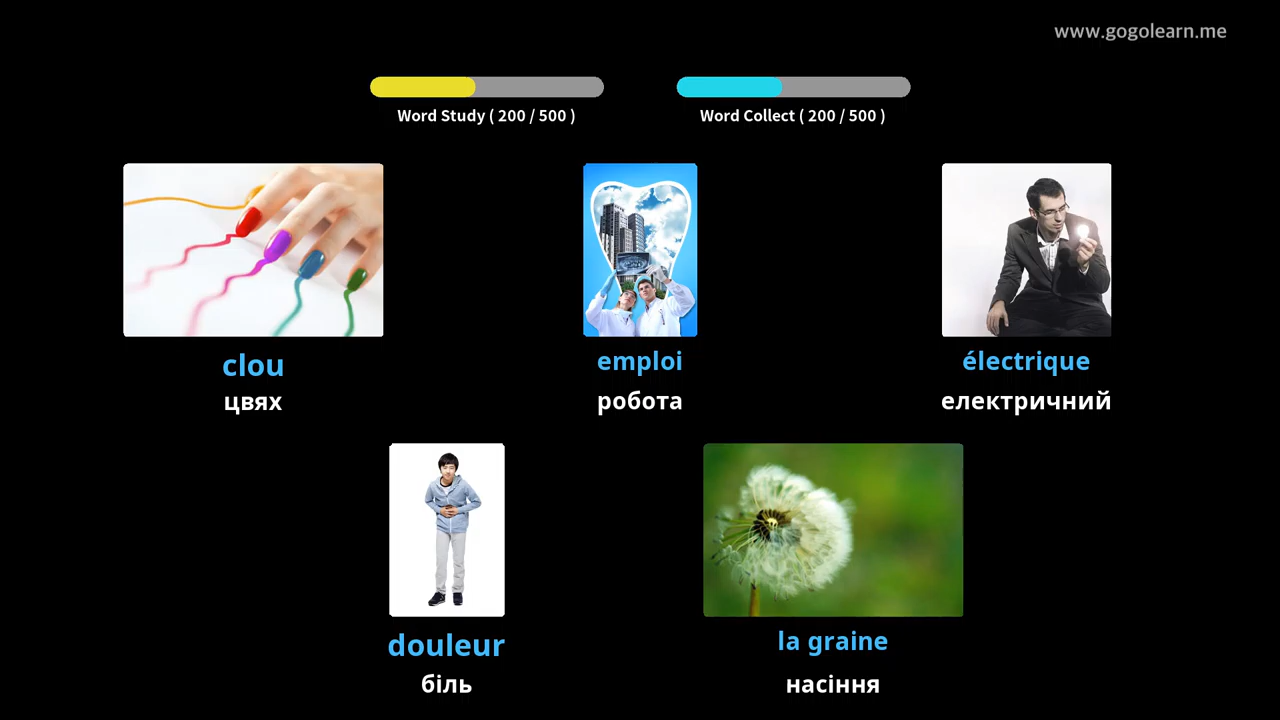 www.gogolearn.me
Word Study ( 200 / 500 )
Word Collect ( 200 / 500 )
clou
цвях
emploi
робота
électrique
електричний
douleur
біль
la graine
насіння